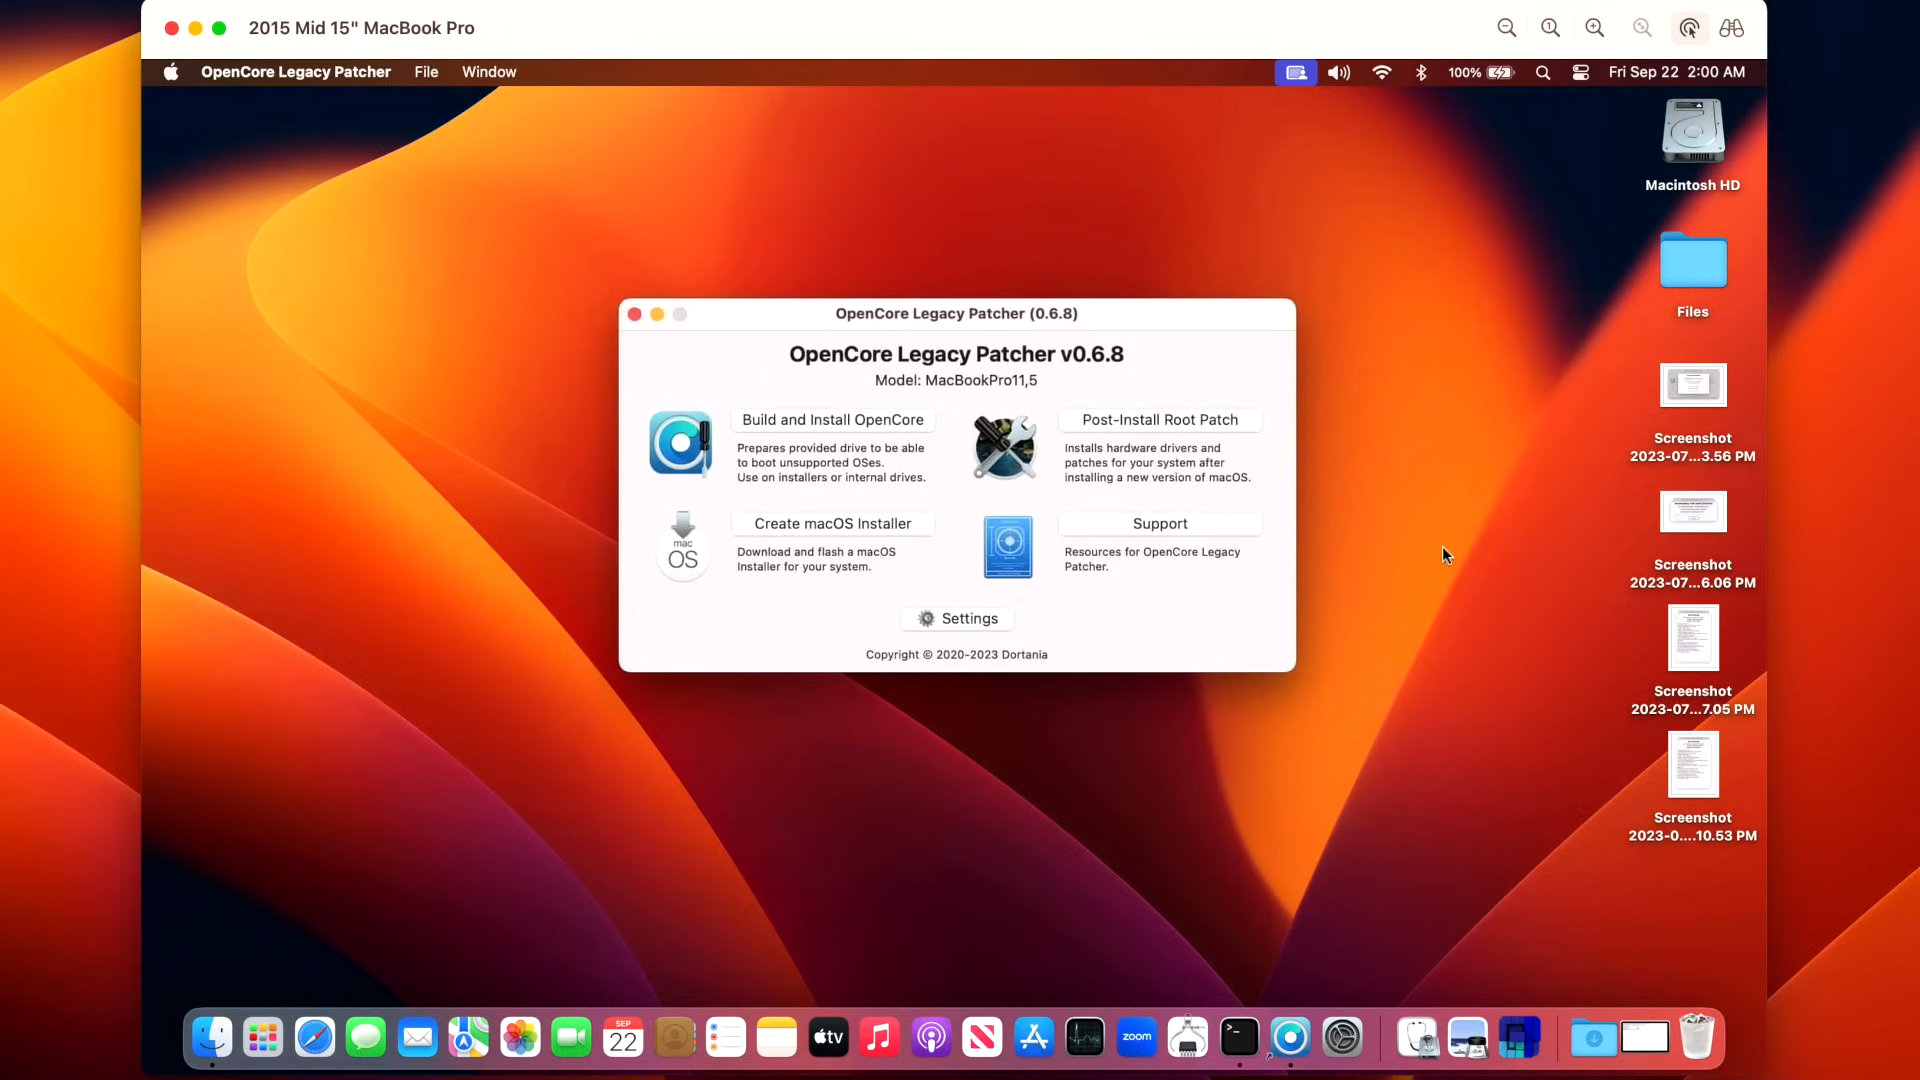 2015 Mid 15" MacBook Pro
OpenCore Legacy Patcher File Window
100% Fri Sep 22 2:00 AM
Macintosh HD
Files
Screenshot
2023-07...3.56 PM
Screenshot
2023-07...6.06 PM
Screenshot
2023-07...7.05 PM
Screenshot
2023-0....10.53 PM
OpenCore Legacy Patcher (0.6.8)
OpenCore Legacy Patcher v0.6.8
Model: MacBookPro11,5
Build and Install OpenCore
Prepares provided drive to be able
to boot unsupported OSes.
Use on installers or internal drives.
Post-Install Root Patch
Installs hardware drivers and
patches for your system after
installing a new version of macOS.
mac
OS
Create macOS Installer
Download and flash a macOS
Installer for your system.
Support
Resources for OpenCore Legacy
Patcher.
Settings
Copyright © 2020-2023 Dortania
SEP
22
tv
zoom